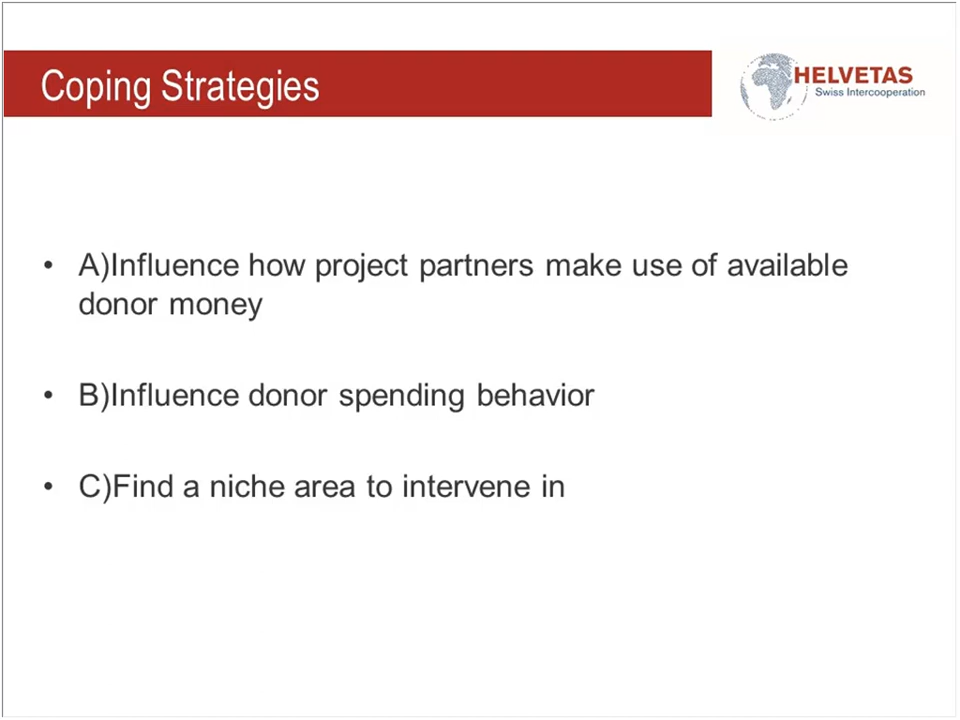 Coping Strategies
HELVETAS
Swiss Intercooperation
• A)Influence how project partners make use of available
donor money
• B)Influence donor spending behavior
• C)Find a niche area to intervene in